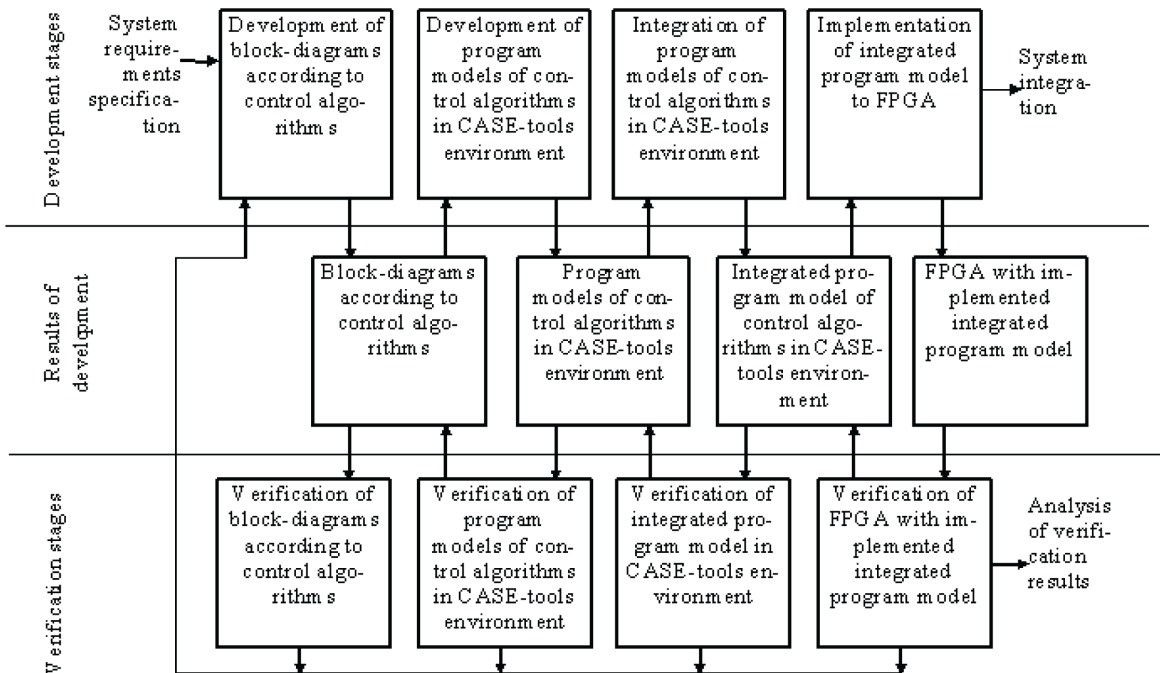 Development stages
System
require-
ments
specifica-
tion
Development of
block-diagrams
according to
control algo-
rithms
Development of
program
models of con-
trol algorithms
in CASE-tools
environment
Integration of
program
models of con-
trol algorithms
in CASE-tools
environment
Implementation
of integrated
program model
to FPGA
System
integra-
tion
Results of
development
Block-diagrams
according to
control algo-
rithms
Program
models of con-
trol algorithms
in CASE-tools
environment
Integrated pro-
gram model of
control algo-
rithms in CASE-
tools environ-
ment
FPGA with im-
plemented
integrated
program model
Verification stages
Verification of
block-diagrams
according to
control algo-
rithms
Verification of
program
models of con-
trol algorithms
in CASE-tools
environment
Verification of
integrated pro-
gram model in
CASE-tools en-
vironment
Verification of
FPGA with im-
plemented
integrated
program model
Analysis
of verifi-
cation
results